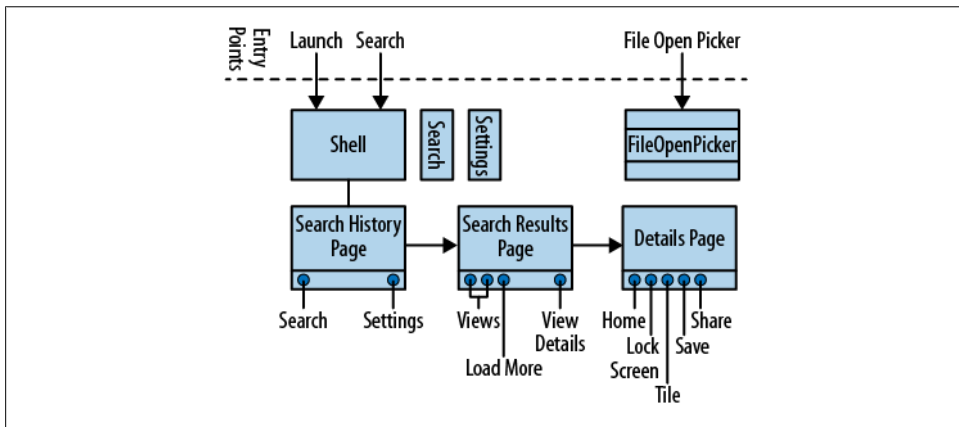 Entry
Points
Launch
Search
File Open Picker
Shell
Search
Settings
FileOpenPicker
Search History
Page
Search Results
Page
Details Page
Search
Settings
Views
Load More
View
Details
Home
Lock
Screen
Tile
Save
Share